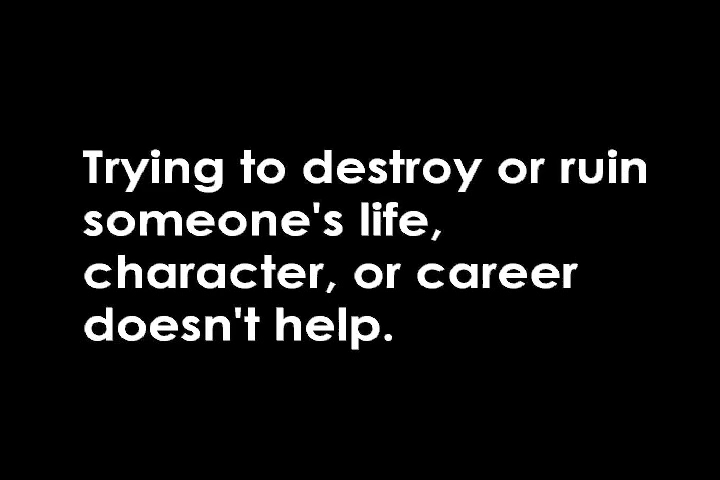 Trying to destroy or ruin
someone's life,
character, or career
doesn't help.